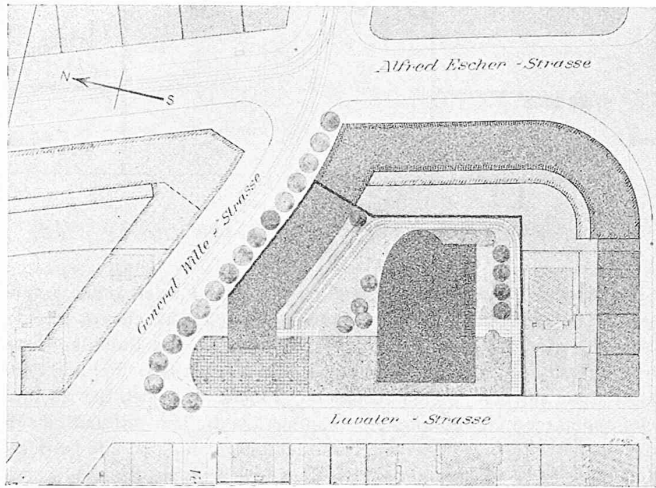 Alfred Escher - Strasse
N
S
General Wille - Strasse
Lavater - Strasse